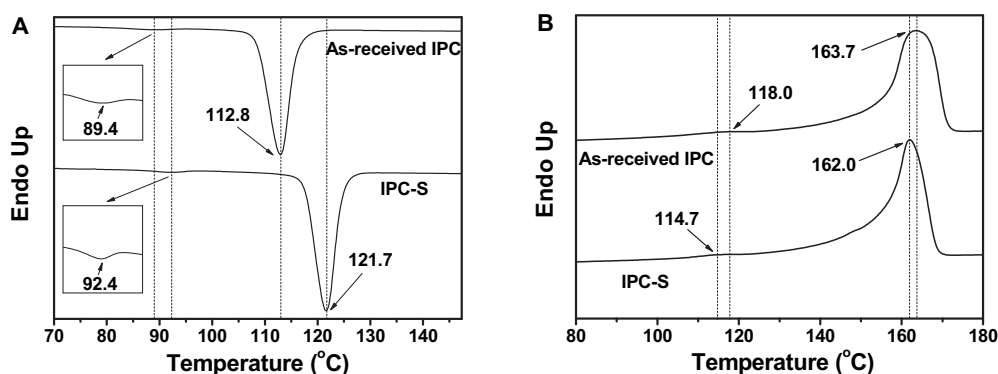 A
Endo Up
As-received IPC
89.4
112.8
IPC-S
92.4
121.7
70 80 90 100 110 120 130 140
Temperature (°C)
B
Endo Up
163.7
118.0
As-received IPC
162.0
114.7
IPC-S
80 100 120 140 160 180
Temperature (°C)